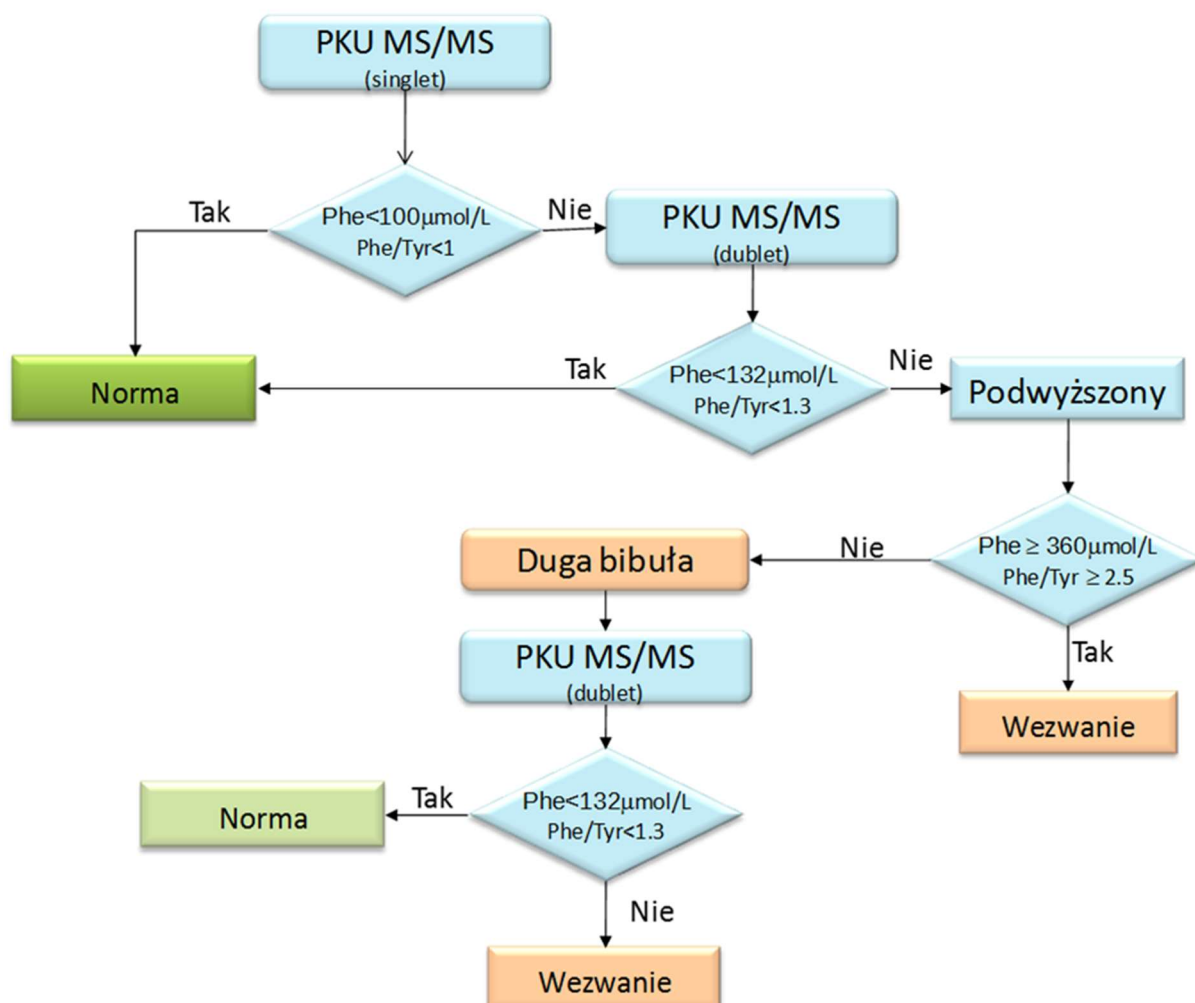 PKU MS/MS
(singlet)
Tak
Phe<100µmol/L
Phe/Tyr<1
Nie
PKU MS/MS
(dublet)
Norma
Tak
Phe<132µmol/L
Phe/Tyr<1.3
Nie
Podwyższony
Duga bibuła
Nie
Phe ≥ 360µmol/L
Phe/Tyr ≥ 2.5
PKU MS/MS
(dublet)
Tak
Wezwanie
Norma
Tak
Phe<132µmol/L
Phe/Tyr<1.3
Nie
Wezwanie